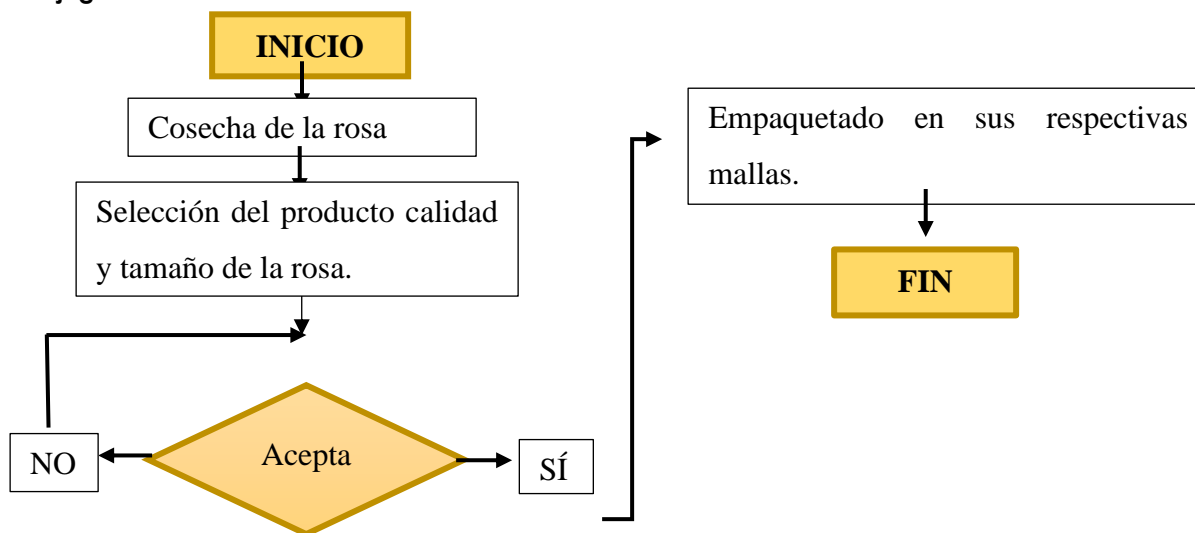 INICIO
Cosecha de la rosa
Selección del producto calidad
y tamaño de la rosa.
Acepta
NO
SÍ
Empaquetado en sus respectivas
mallas.
FIN